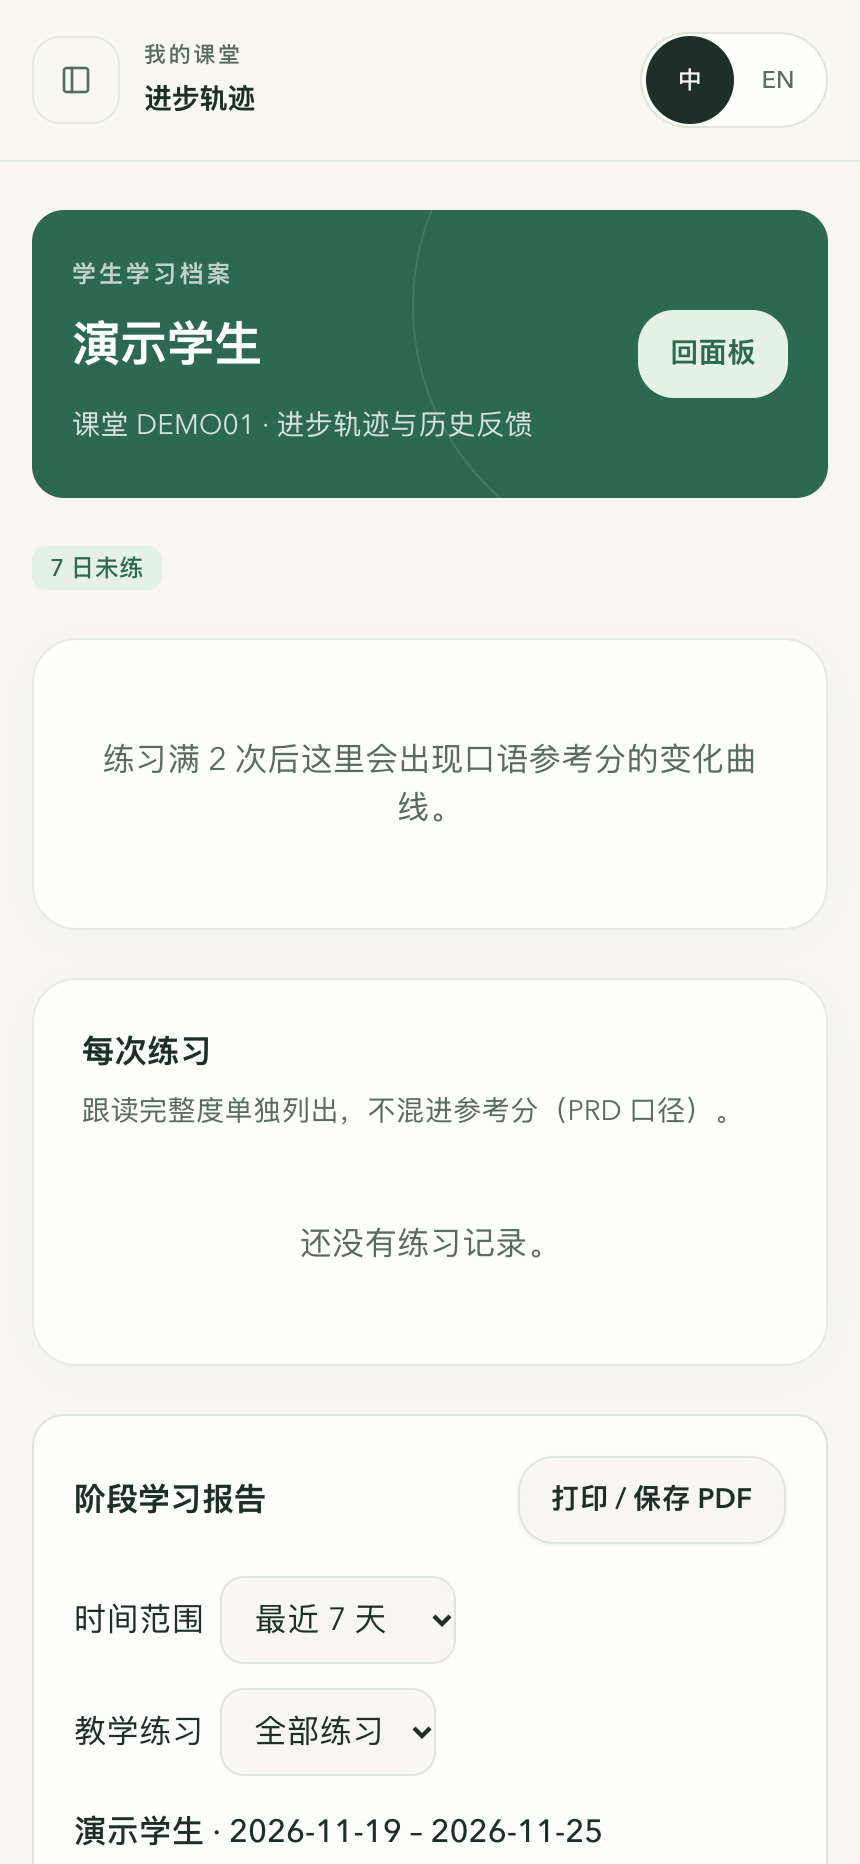 我的课堂
进步轨迹
中
EN
学生学习档案
演示学生
回面板
课堂 DEMO01 · 进步轨迹与历史反馈
7 日未练
练习满 2 次后这里会出现口语参考分的变化曲
线。
每次练习
跟读完整度单独列出，不混进参考分（PRD 口径）。
还没有练习记录。
阶段学习报告
打印 / 保存 PDF
时间范围
最近 7 天
教学练习
全部练习
演示学生 · 2026-11-19 – 2026-11-25